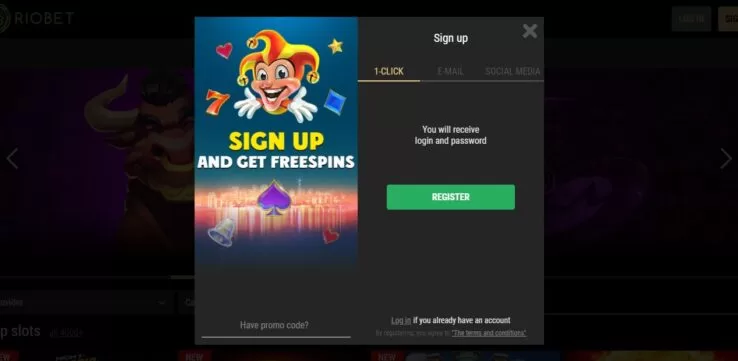 RIOBET
LOG IN
SIGN UP
AND GET FREESPINS
Have promo code?
Sign up
1-CLICK
E-MAIL
SOCIAL MEDIA
You will receive
login and password
REGISTER
Log in if you already have an account
By registering, you agree to "The terms and conditions"
slots
NEW
NEW
NEW